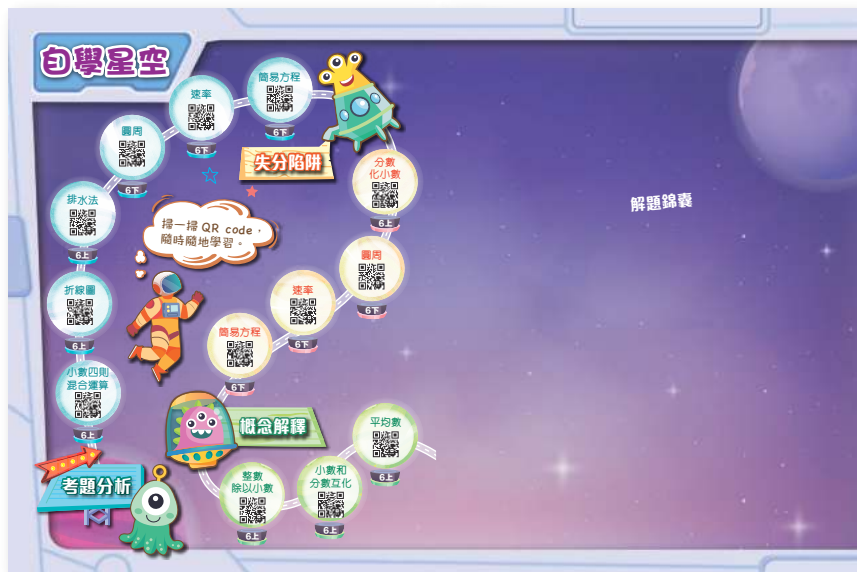 自學星空
簡易方程
6下
速率
6下
圓周
6下
排水法
6上
折線圖
6上
小數四則
混合運算
6上
考題分析
失分陷阱
分數
化小數
6上
圓周
6下
速率
6下
簡易方程
6下
掃一掃 QR code，
隨時隨地學習。
概念解釋
整數
除以小數
6上
小數和
分數互化
6上
平均數
6上
解題錦囊